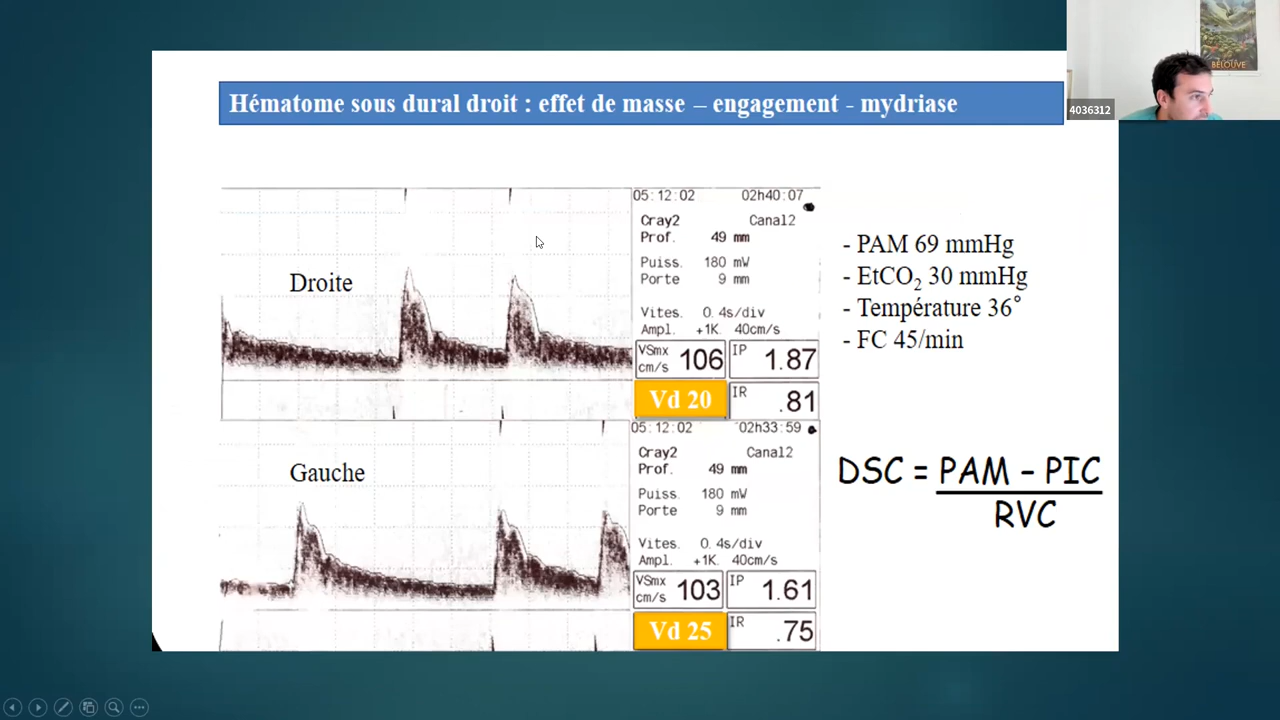 BÉLOUVE
4036312
Hématome sous dural droit : effet de masse – engagement - mydriase
Droite
05:12:02 02h40:07
Cray2 Canal2
Prof. 49 mm
Puiss. 180 mW
Porte 9 mm
Vites. 0.4s/div
Ampl. +1K 40cm/s
VSmx cm/s 106 IP 1.87
Vd 20 IR .81
Gauche
05:12:02 02h33:59
Cray2 Canal2
Prof. 49 mm
Puiss. 180 mW
Porte 9 mm
Vites. 0.4s/div
Ampl. +1K 40cm/s
VSmx cm/s 103 IP 1.61
Vd 25 IR .75
- PAM 69 mmHg
- EtCO₂ 30 mmHg
- Température 36°
- FC 45/min
DSC = PAM – PIC
RVC